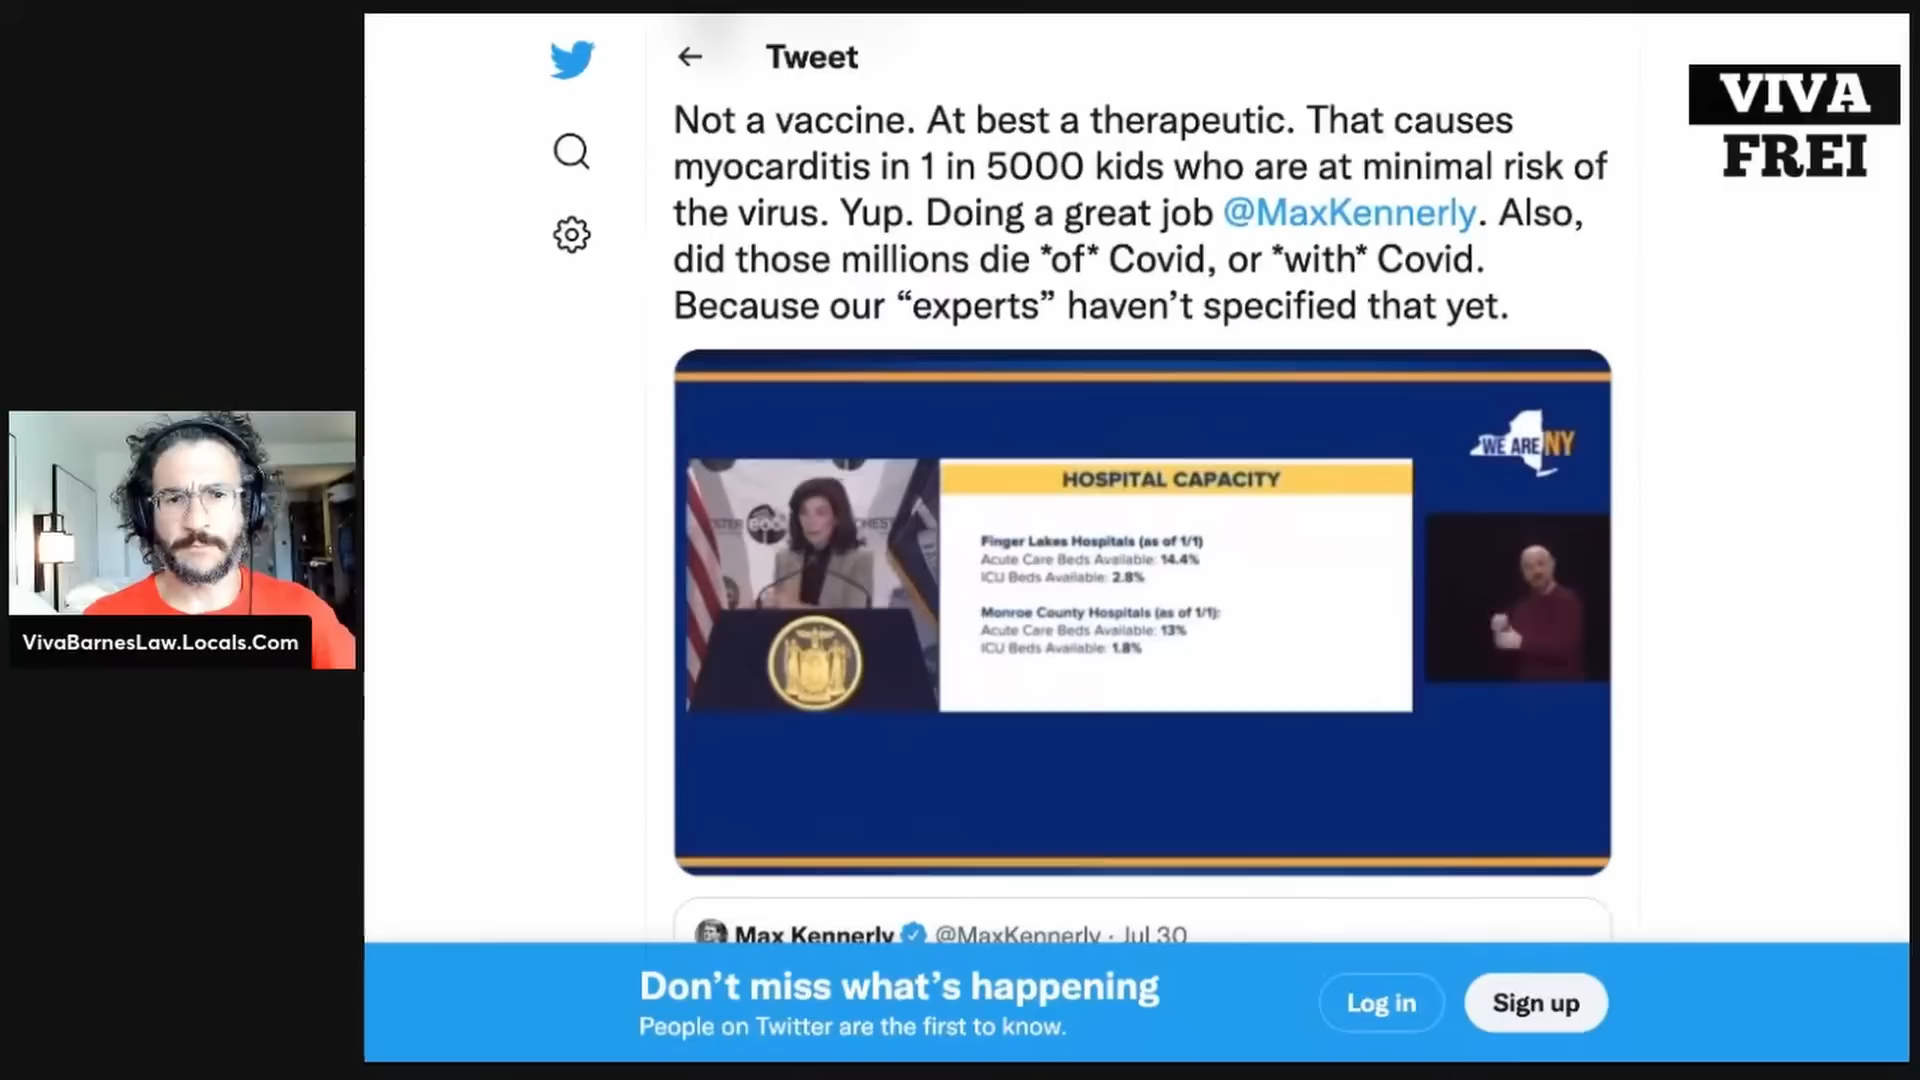 Tweet
Not a vaccine. At best a therapeutic. That causes
myocarditis in 1 in 5000 kids who are at minimal risk of
the virus. Yup. Doing a great job @MaxKennerly. Also,
did those millions die *of* Covid, or *with* Covid.
Because our “experts” haven’t specified that yet.
VIVA
FREI
WE ARE NY
HOSPITAL CAPACITY
Finger Lakes Hospitals (as of 1/1)
Acute Care Beds Available: 14.4%
ICU Beds Available: 2.8%
Monroe County Hospitals (as of 1/1):
Acute Care Beds Available: 13%
ICU Beds Available: 1.8%
VivaBarnesLaw.Locals.Com
Max Kennerly @MaxKennerly · Jul 30
Don’t miss what’s happening
People on Twitter are the first to know.
Log in
Sign up